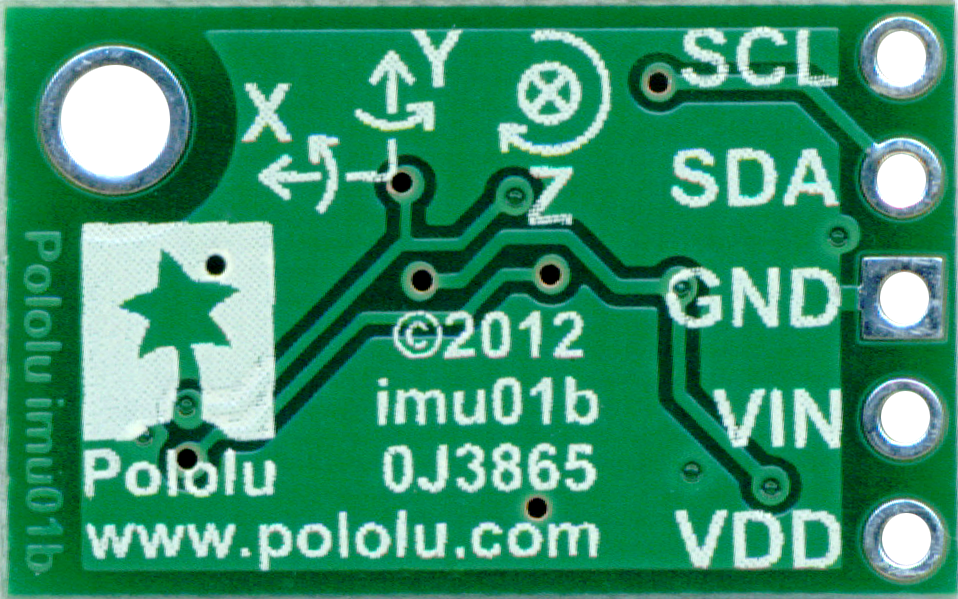 Y
X
Z
SCL
SDA
GND
VIN
VDD
©2012
imu01b
0J3865
Pololu
www.pololu.com
Pololu imu01b